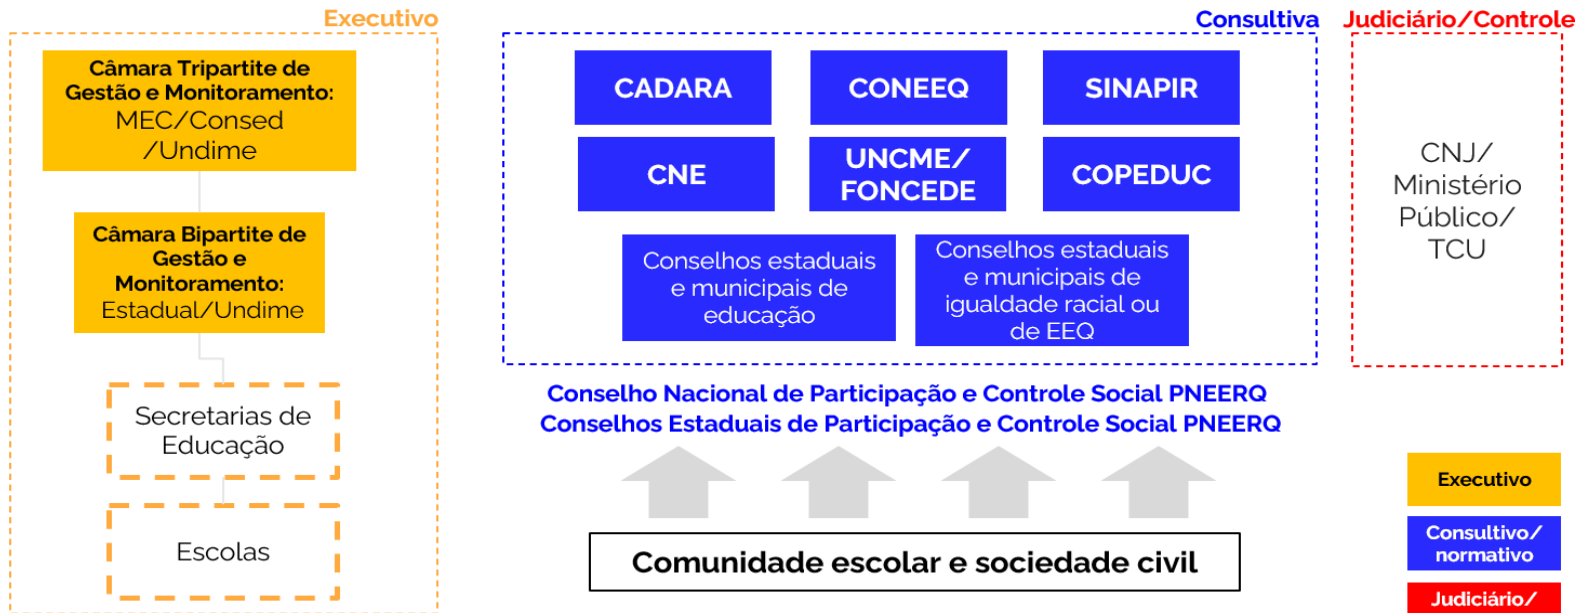 Executivo
Câmara Tripartite de
Gestão e Monitoramento:
MEC/Consed
/Undime
Câmara Bipartite de
Gestão e
Monitoramento:
Estadual/Undime
Secretarias de
Educação
Escolas
Consultiva
CADARA
CONEEQ
SINAPIR
CNE
UNCME/
FONCEDE
COPEDUC
Conselhos estaduais
e municipais de
educação
Conselhos estaduais
e municipais de
igualdade racial ou
de EEQ
Conselho Nacional de Participação e Controle Social PNEERQ
Conselhos Estaduais de Participação e Controle Social PNEERQ
Comunidade escolar e sociedade civil
Judiciário/Controle
CNJ/
Ministério
Público/
TCU
Executivo
Consultivo/
normativo
Judiciário/